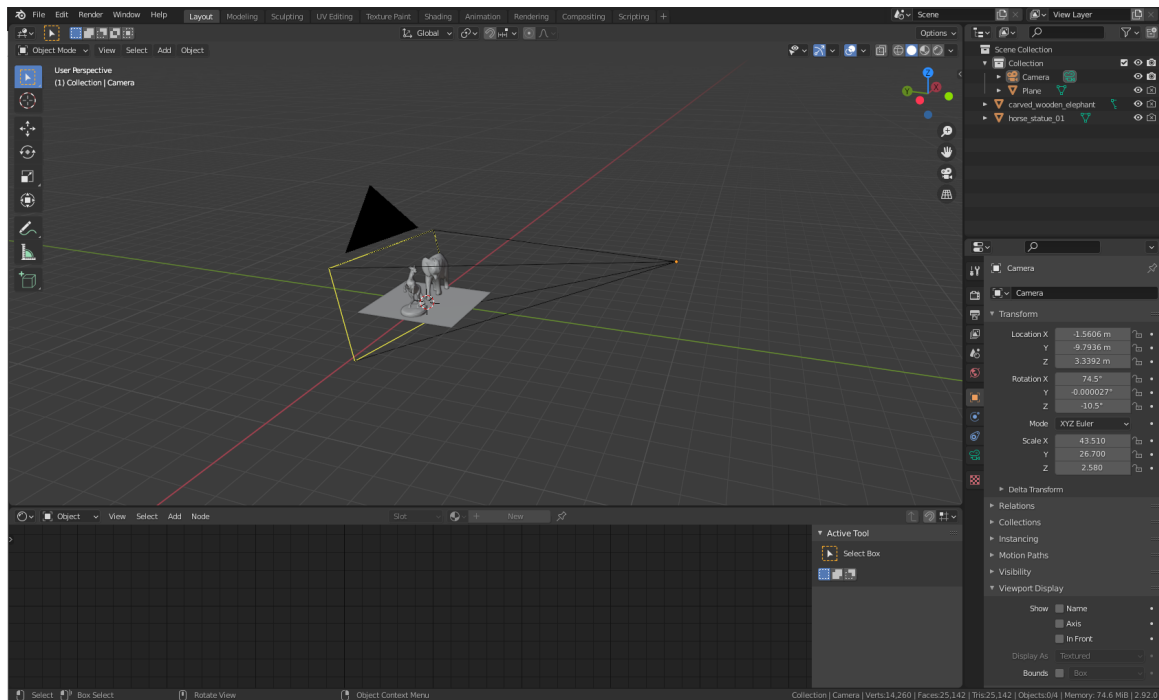 File Edit Render Window Help Layout Modeling Sculpting UV Editing Texture Paint Shading Animation Rendering Compositing Scripting + Scene View Layer
Global Options
Object Mode View Select Add Object
User Perspective
(1) Collection | Camera
Z
Y
X
Scene Collection
Collection
Camera
Plane
carved_wooden_elephant
horse_statue_01
Camera
Camera
Transform
Location X -1.5606 m
Y -9.7936 m
Z 3.3392 m
Rotation X 74.5°
Y -0.000027°
Z -10.5°
Mode XYZ Euler
Scale X 43.510
Y 26.700
Z 2.580
Delta Transform
Relations
Collections
Instancing
Motion Paths
Visibility
Viewport Display
Show Name
Axis
In Front
Display As Textured
Bounds Box
Object View Select Add Node Slot + New
Active Tool
Select Box
Select Box Select Rotate View Object Context Menu Collection | Camera | Verts:14,260 | Faces:25,142 | Tris:25,142 | Objects:0/4 | Memory: 74.6 MiB | 2.92.0